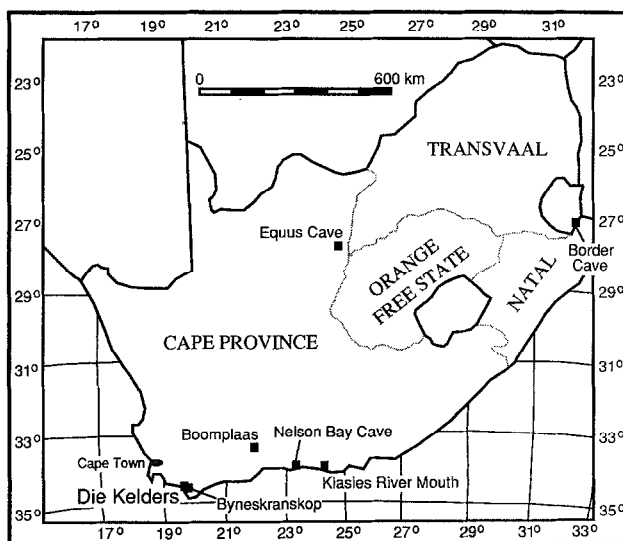 17° 19° 21° 23° 25° 27° 29° 31° 33°
0 600 km
23° 23°
TRANSVAAL
25° 25°
27° 27°
Equus Cave
Border
Cave
ORANGE
FREE STATE
NATAL
29° 29°
CAPE PROVINCE
31° 31°
Boomplaas
Nelson Bay Cave
33° 33°
Cape Town
Klasies River Mouth
Die Kelders
Byneskranskop
35° 35°
17° 19° 21° 23° 25° 27° 29° 31° 33°